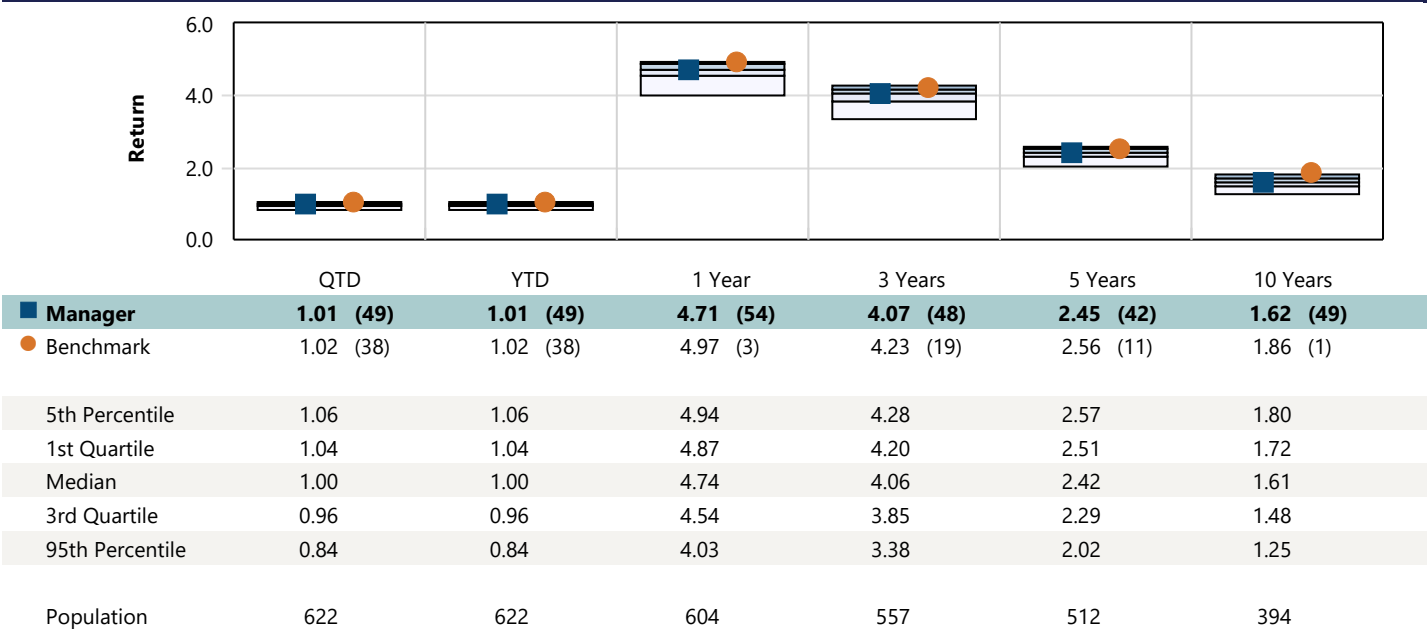 6.0
4.0
2.0
0.0
Return
QTD YTD 1 Year 3 Years 5 Years 10 Years
Manager 1.01 (49) 1.01 (49) 4.71 (54) 4.07 (48) 2.45 (42) 1.62 (49)
Benchmark 1.02 (38) 1.02 (38) 4.97 (3) 4.23 (19) 2.56 (11) 1.86 (1)
5th Percentile 1.06 1.06 4.94 4.28 2.57 1.80
1st Quartile 1.04 1.04 4.87 4.20 2.51 1.72
Median 1.00 1.00 4.74 4.06 2.42 1.61
3rd Quartile 0.96 0.96 4.54 3.85 2.29 1.48
95th Percentile 0.84 0.84 4.03 3.38 2.02 1.25
Population 622 622 604 557 512 394